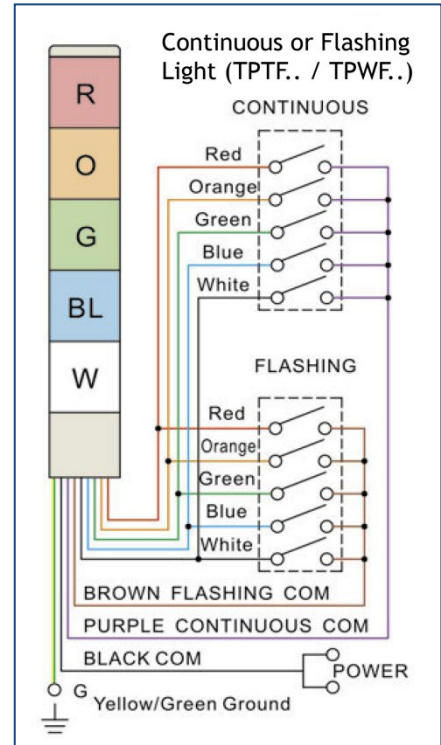 Continuous or Flashing
Light (TPTF.. / TPWF..)
CONTINUOUS
R
O
G
BL
W
Red
Orange
Green
Blue
White
FLASHING
Red
Orange
Green
Blue
White
BROWN FLASHING COM
PURPLE CONTINUOUS COM
BLACK COM
POWER
G Yellow/Green Ground